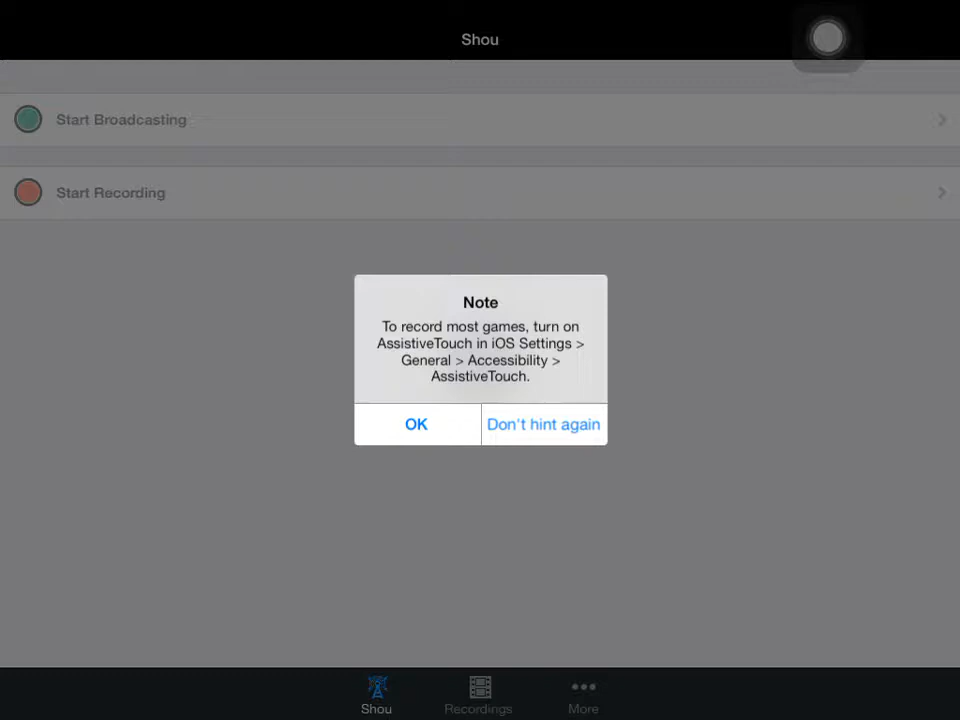 Shou
Start Broadcasting
Start Recording
Note
To record most games, turn on
AssistiveTouch in iOS Settings >
General > Accessibility >
AssistiveTouch.
OK
Don't hint again
Shou
Recordings
More